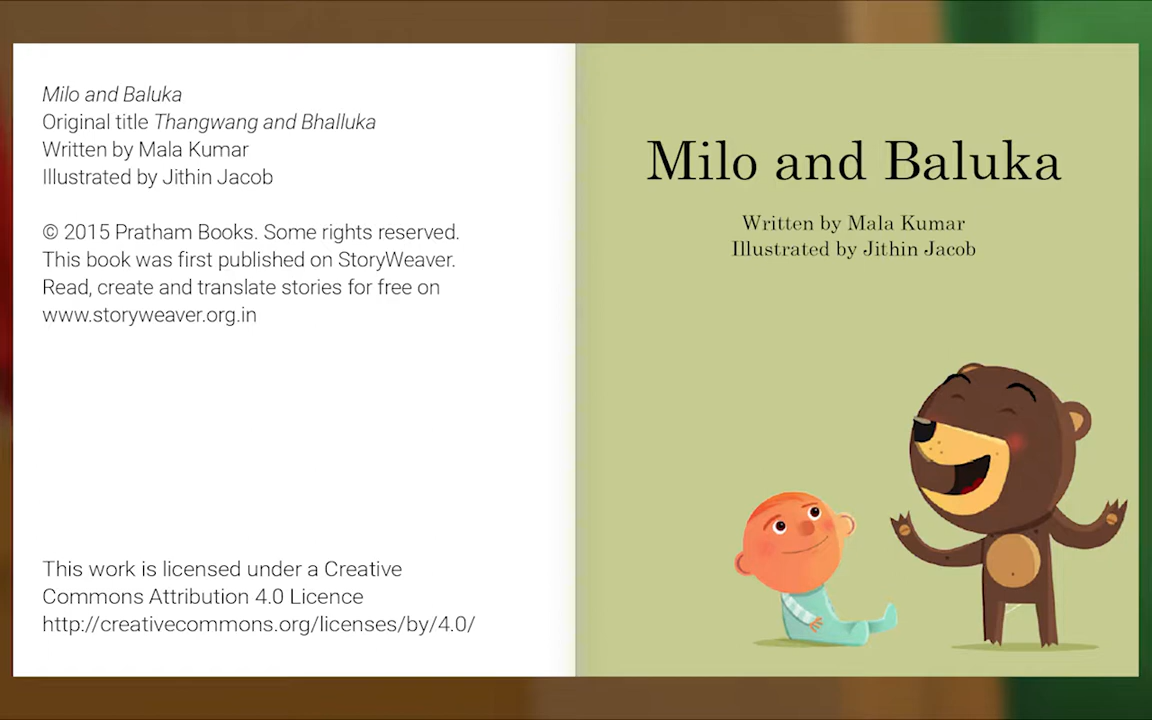 Milo and Baluka
Original title Thangwang and Bhalluka
Written by Mala Kumar
Illustrated by Jithin Jacob
© 2015 Pratham Books. Some rights reserved.
This book was first published on StoryWeaver.
Read, create and translate stories for free on
www.storyweaver.org.in
This work is licensed under a Creative
Commons Attribution 4.0 Licence
http://creativecommons.org/licenses/by/4.0/
Milo and Baluka
Written by Mala Kumar
Illustrated by Jithin Jacob